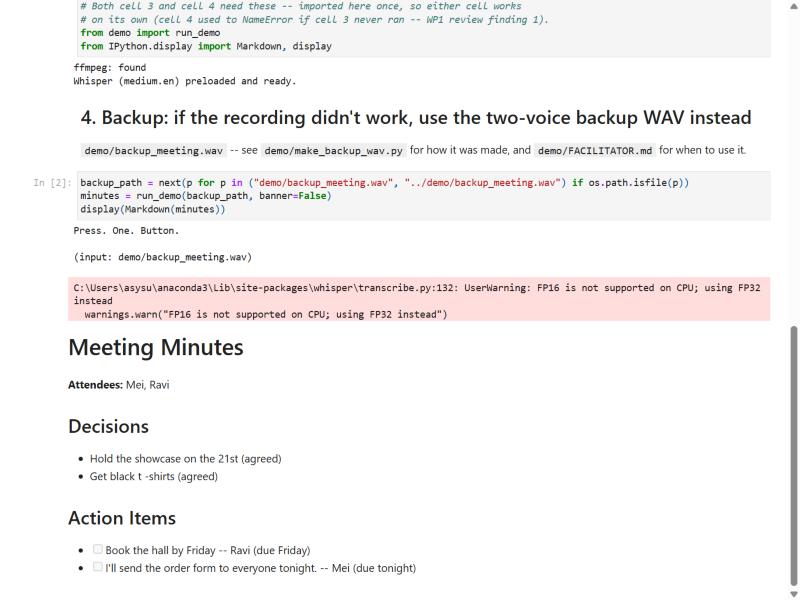 # Both cell 3 and cell 4 need these -- imported here once, so either cell works
# on its own (cell 4 used to NameError if cell 3 never ran -- WP1 review finding 1).
from demo import run_demo
from IPython.display import Markdown, display
ffmpeg: found
Whisper (medium.en) preloaded and ready.
4. Backup: if the recording didn't work, use the two-voice backup WAV instead
demo/backup_meeting.wav -- see demo/make_backup_wav.py for how it was made, and demo/FACILITATOR.md for when to use it.
In [2]: backup_path = next(p for p in ("demo/backup_meeting.wav", "../demo/backup_meeting.wav") if os.path.isfile(p))
minutes = run_demo(backup_path, banner=False)
display(Markdown(minutes))
Press. One. Button.
(input: demo/backup_meeting.wav)
C:\Users\asysu\anaconda3\Lib\site-packages\whisper\transcribe.py:132: UserWarning: FP16 is not supported on CPU; using FP32
instead
warnings.warn("FP16 is not supported on CPU; using FP32 instead")
Meeting Minutes
Attendees: Mei, Ravi
Decisions
• Hold the showcase on the 21st (agreed)
• Get black t -shirts (agreed)
Action Items
• Book the hall by Friday -- Ravi (due Friday)
• I'll send the order form to everyone tonight. -- Mei (due tonight)